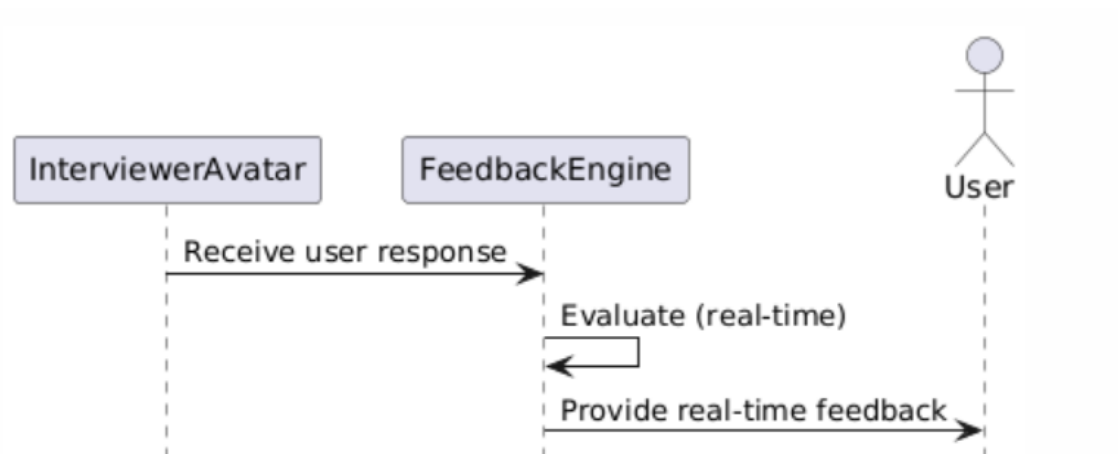 InterviewerAvatar
FeedbackEngine
User
Receive user response
Evaluate (real-time)
Provide real-time feedback